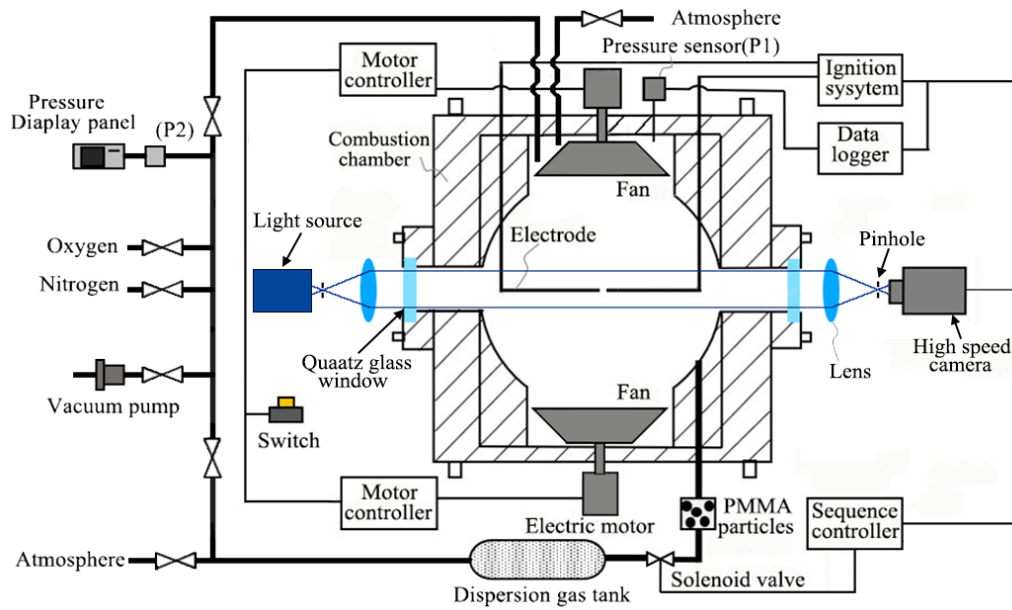 Atmosphere
Pressure sensor(P1)
Motor
controller
Ignition
sysytem
Pressure
Diaplay panel
(P2)
Combustion
chamber
Data
logger
Fan
Light source
Electrode
Pinhole
Oxygen
Nitrogen
Quaatz glass
window
High speed
camera
Lens
Vacuum pump
Fan
Switch
Motor
controller
Electric motor
PMMA
particles
Sequence
controller
Atmosphere
Solenoid valve
Dispersion gas tank